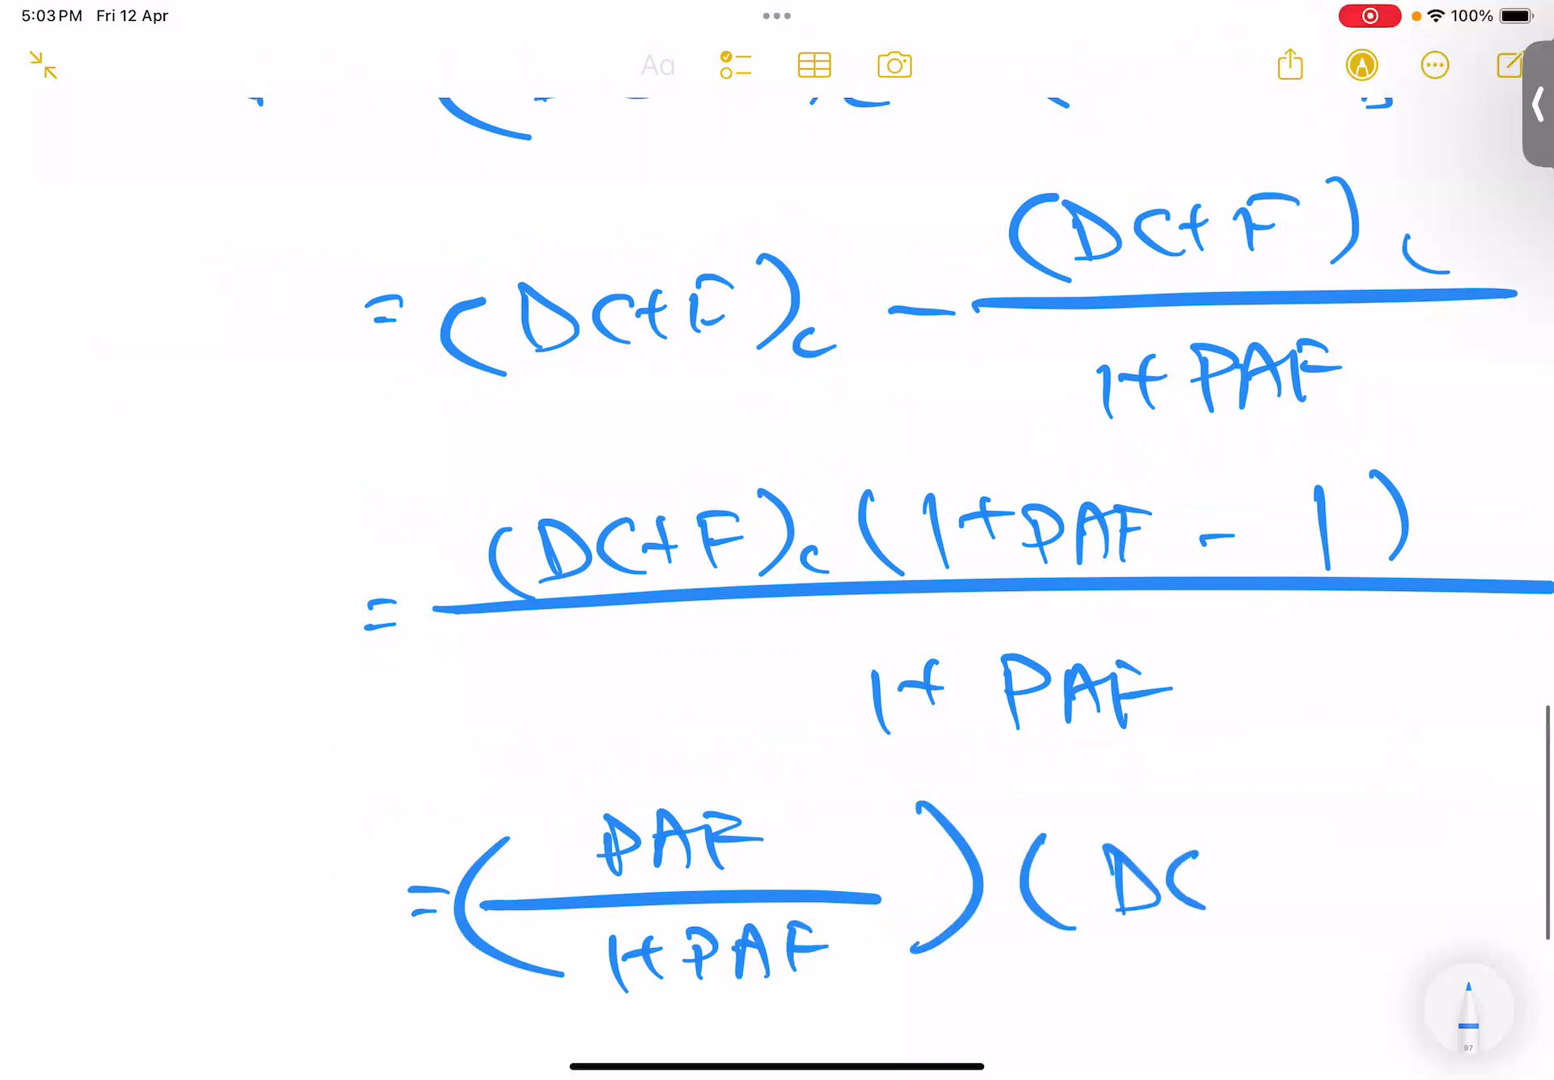 5:03 PM Fri 12 Apr 100%
Aa
= (DC+F)c - (DC+F)c
1+PAF
= (DC+F)c (1+PAF - 1)
1+ PAF
= ( PAF ) ( DC
1+PAF
97